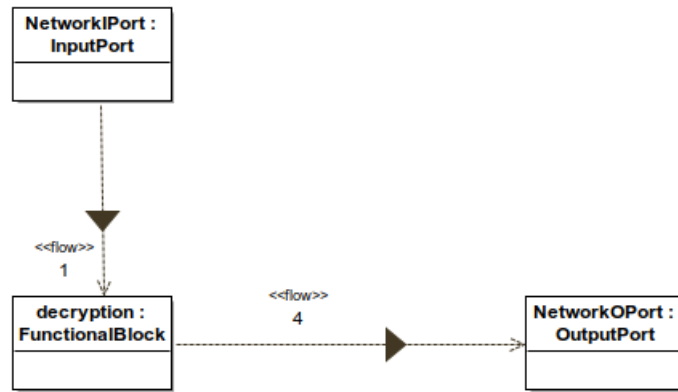 NetworkIPort :
InputPort
<<flow>>
1
decryption :
FunctionalBlock
<<flow>>
4
NetworkOPort :
OutputPort